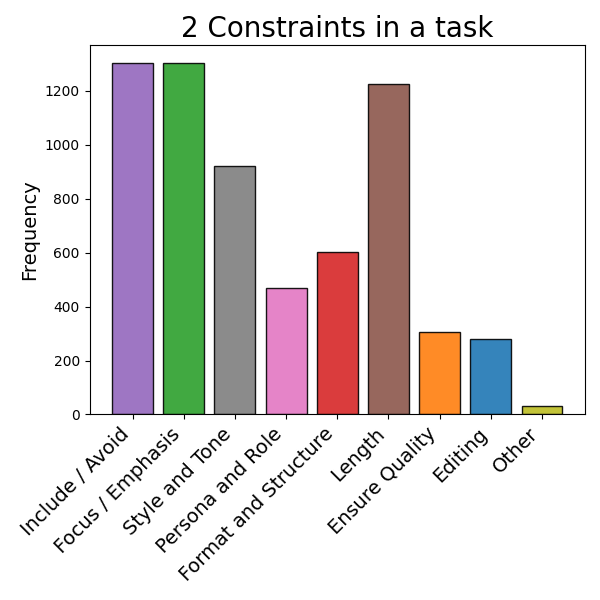 2 Constraints in a task
Frequency
1200
1000
800
600
400
200
0
Include / Avoid
Focus / Emphasis
Style and Tone
Persona and Role
Format and Structure
Length
Ensure Quality
Editing
Other